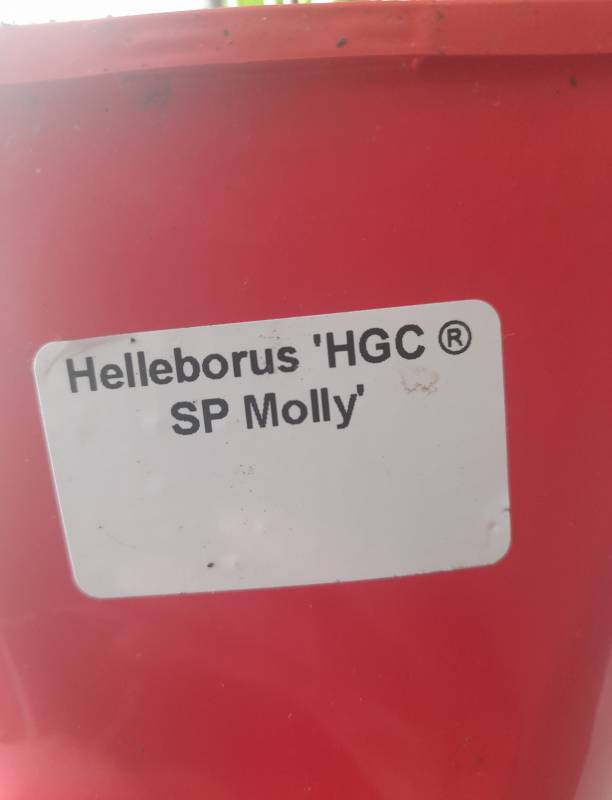 Helleborus 'HGC ®
SP Molly'